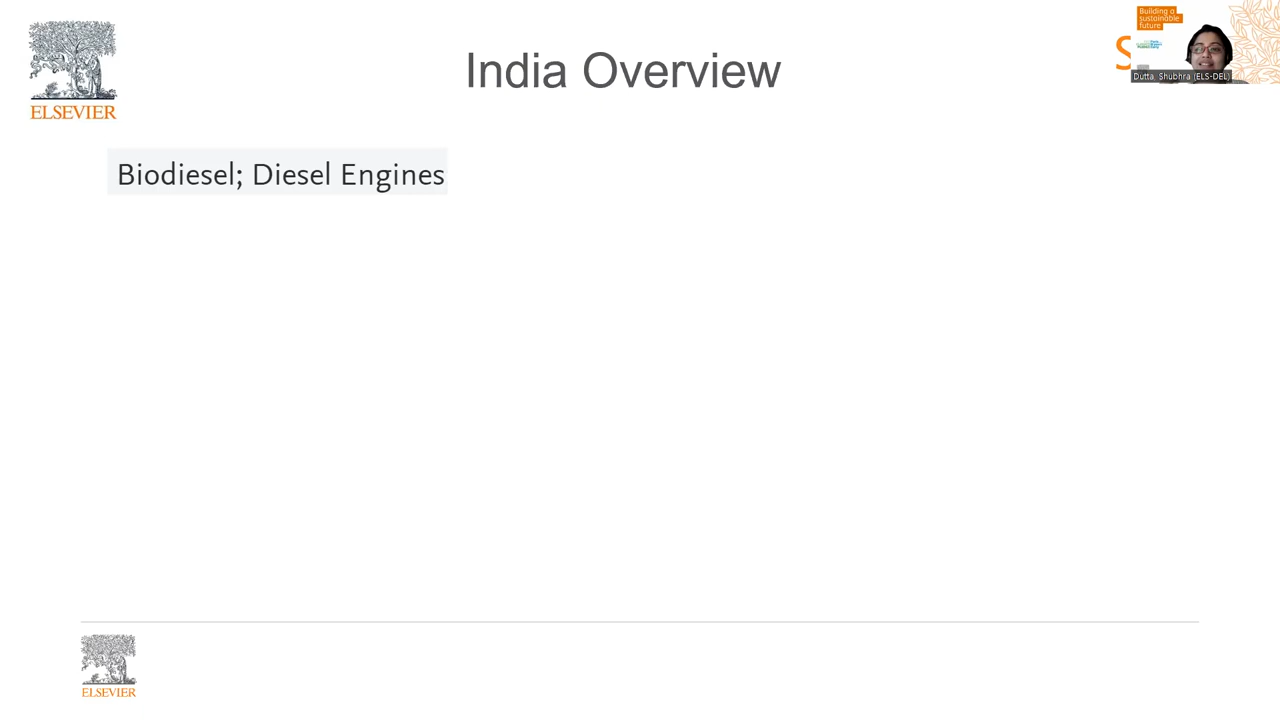 ELSEVIER
India Overview
Building a
sustainable
future
S
Dutta, Shubhra (ELS-DEL)
Biodiesel; Diesel Engines
ELSEVIER